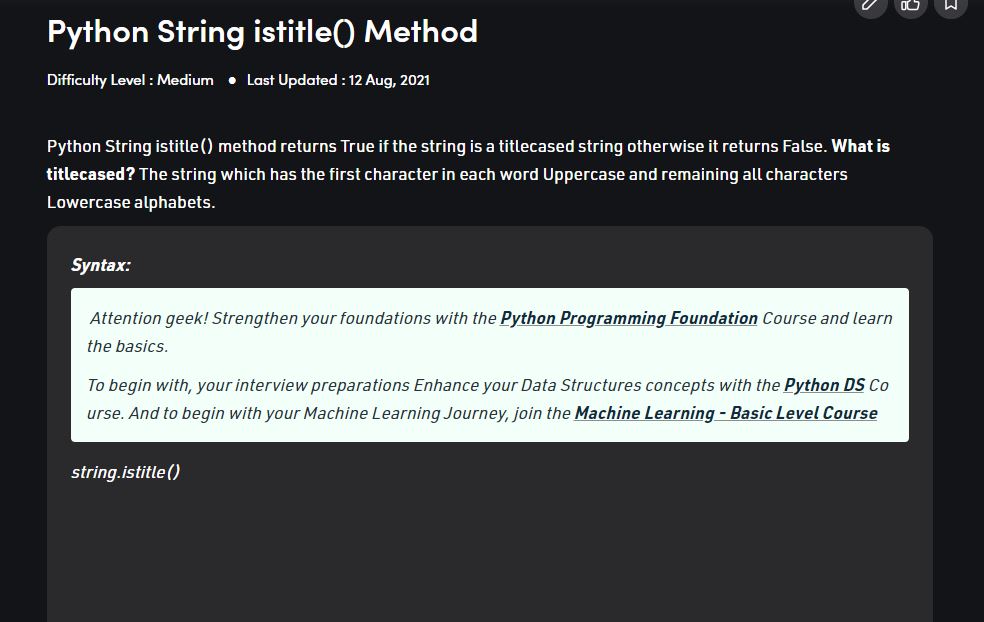 Python String istitle() Method
Difficulty Level : Medium ● Last Updated : 12 Aug, 2021
Python String istitle() method returns True if the string is a titlecased string otherwise it returns False. What is
titlecased? The string which has the first character in each word Uppercase and remaining all characters
Lowercase alphabets.
Syntax:
Attention geek! Strengthen your foundations with the Python Programming Foundation Course and learn
the basics.
To begin with, your interview preparations Enhance your Data Structures concepts with the Python DS Co
urse. And to begin with your Machine Learning Journey, join the Machine Learning - Basic Level Course
string.istitle()